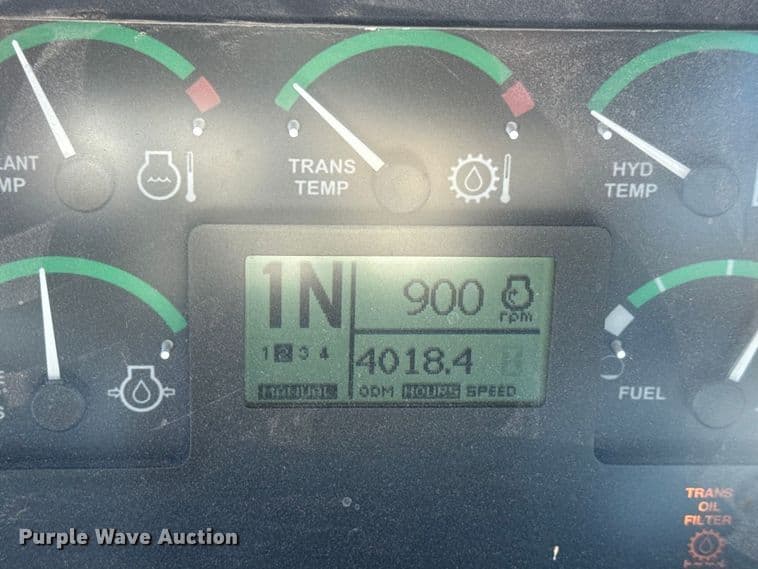 LANT
MP
TRANS
TEMP
HYD
TEMP
1N
900
rpm
1 2 3 4
4018.4
MANUAL
ODM HOURS SPEED
FUEL
TRANS
OIL
FILTER
Purple Wave Auction